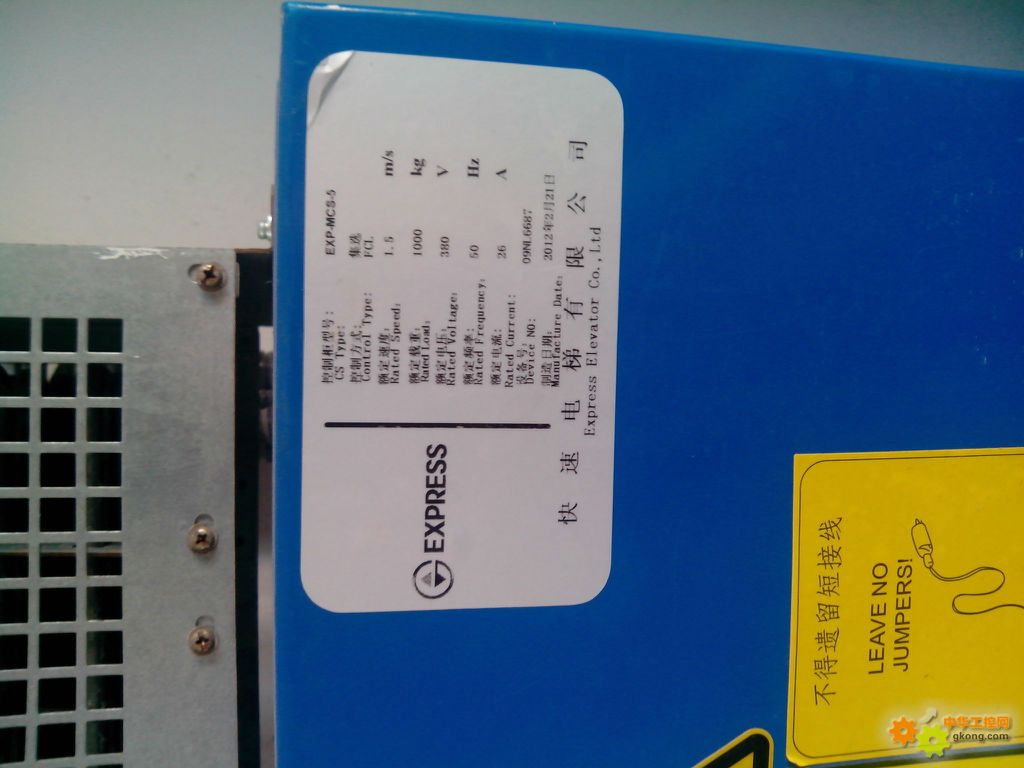 EXPRESS
控制柜型号: EXP-MCS-5
CS Type:
控制方式: 集选
Control Type: FCL
额定速度: 1.5 m/s
Rated Speed:
额定载重: 1000 kg
Rated Load:
额定电压: 380 V
Rated Voltage:
额定频率: 50 Hz
Rated Frequency:
额定电流: 26 A
Rated Current:
设备号: 09NL6687
Device NO:
制造日期: 2012年2月21日
Manufacture Date:
快速电梯有限公司
Express Elevator Co.,Ltd
不得遗留短接线
LEAVE NO
JUMPERS!
中华工控网
gkong.com